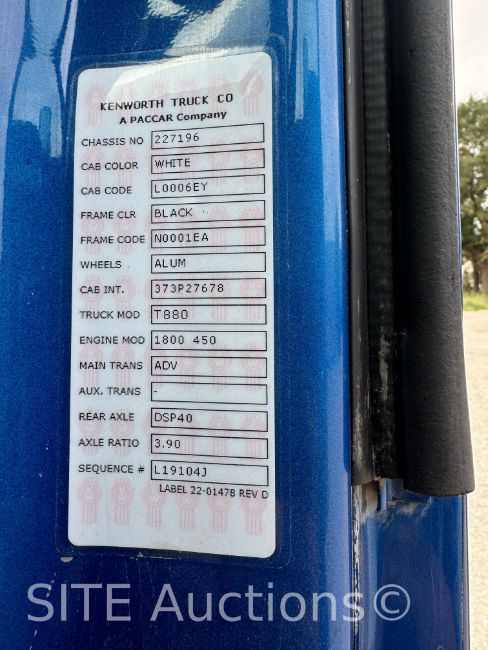 KENWORTH TRUCK CO
A PACCAR Company
CHASSIS NO 227196
CAB COLOR WHITE
CAB CODE L0006EY
FRAME CLR BLACK
FRAME CODE N0001EA
WHEELS ALUM
CAB INT. 373P27678
TRUCK MOD T880
ENGINE MOD 1800 450
MAIN TRANS ADV
AUX. TRANS -
REAR AXLE DSP40
AXLE RATIO 3.90
SEQUENCE # L19104J
LABEL 22-01478 REV D
SITE Auctions©